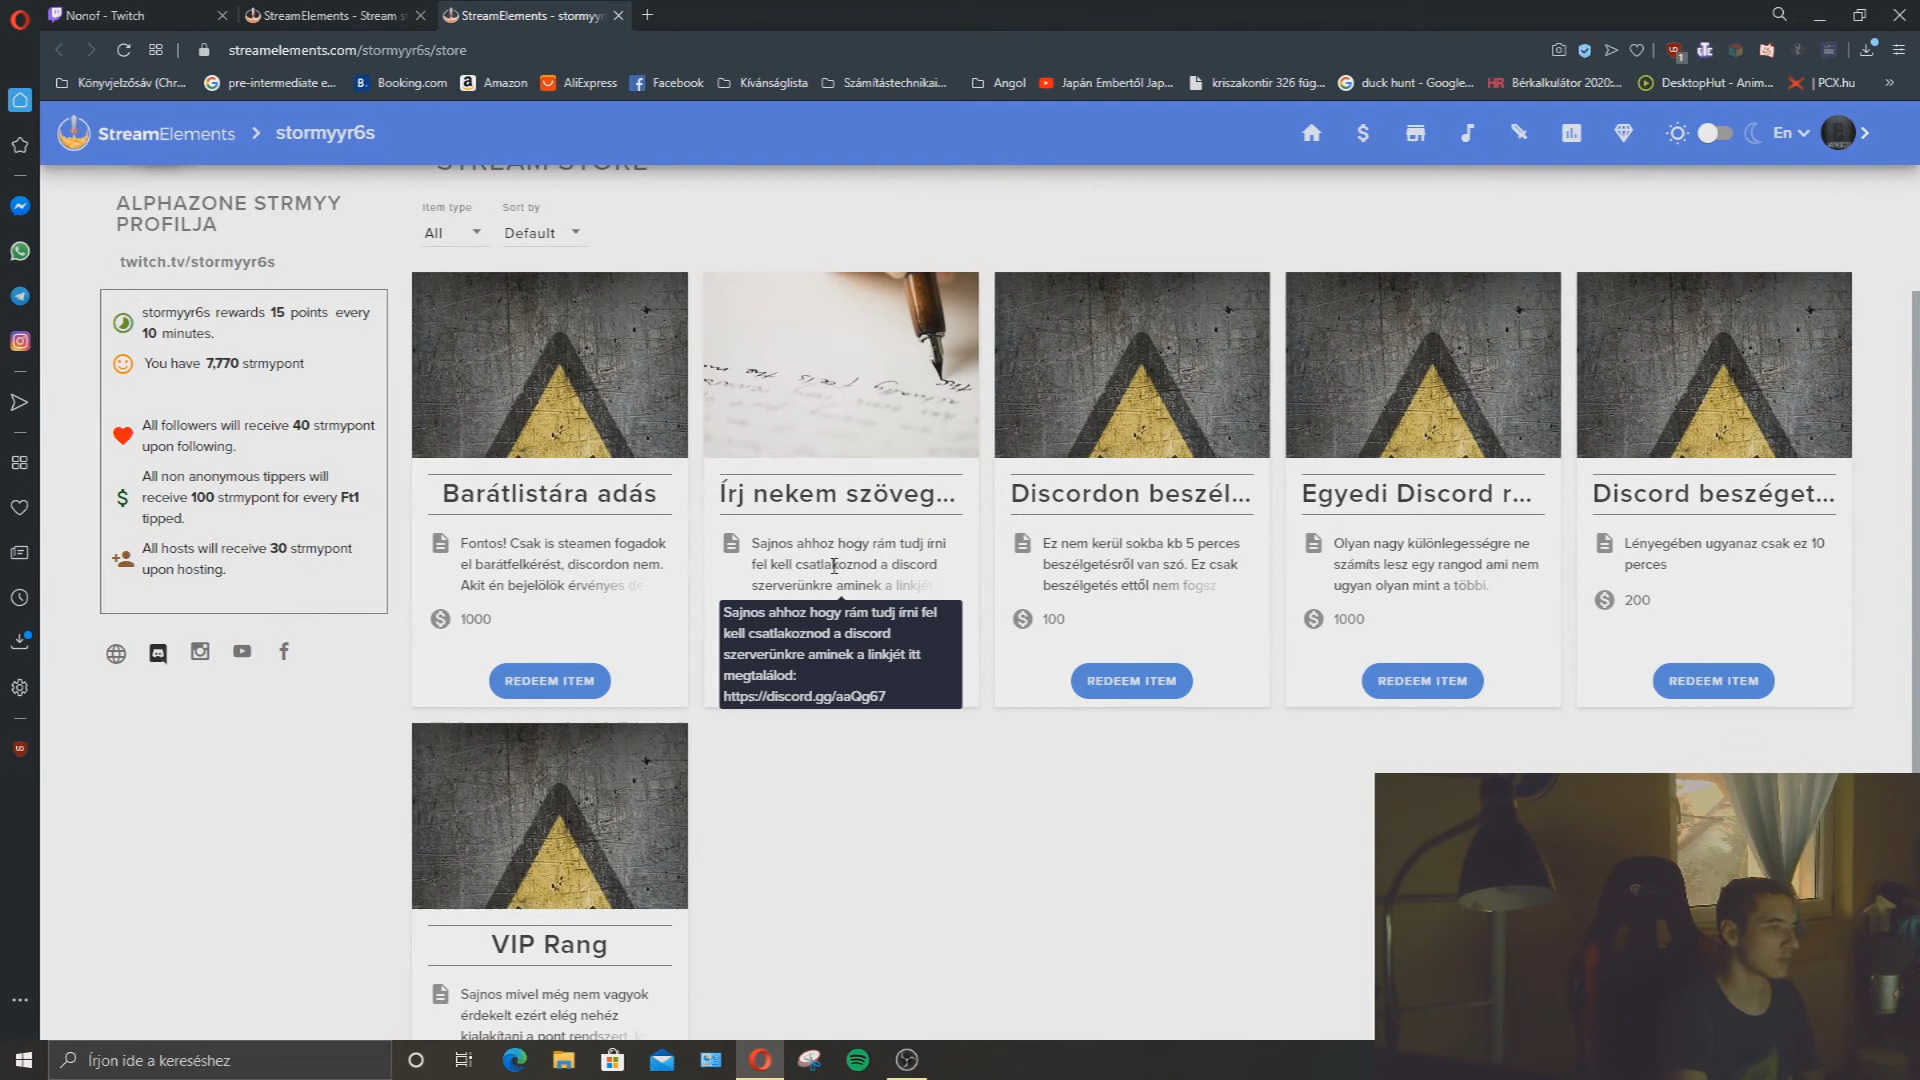 Nonof - Twitch
StreamElements - Stream s
StreamElements - stormyyr
streamelements.com/stormyyr6s/store
Könyvjelzősáv (Chr...
pre-intermediate e...
Booking.com
Amazon
AliExpress
Facebook
Kívánságlista
Számítástechnikai...
Angol
Japán Embertől Jap...
kriszakontir 326 füg...
duck hunt - Google...
Bérkalkulátor 2020:...
DesktopHut - Anim...
PCX.hu
StreamElements
stormyyr6s
En
STREAM STORE
ALPHAZONE STRMYY
PROFILJA
twitch.tv/stormyyr6s
stormyyr6s rewards 15 points every
10 minutes.
You have 7,770 strmypont
All followers will receive 40 strmypont
upon following.
All non anonymous tippers will
receive 100 strmypont for every Ft1
tipped.
All hosts will receive 30 strmypont
upon hosting.
Item type
Sort by
All
Default
Barátlistára adás
Fontos! Csak is steamen fogadok
el barátfelkérést, discordon nem.
Akit én bejelölök érvényes de
1000
REDEEM ITEM
Írj nekem szöveg...
Sajnos ahhoz hogy rám tudj írni
fel kell csatlakoznod a discord
szerverünkre aminek a linkjét
Sajnos ahhoz hogy rám tudj írni fel
kell csatlakoznod a discord
szerverünkre aminek a linkjét itt
megtalálod:
https://discord.gg/aaQg67
Discordon beszél...
Ez nem kerül sokba kb 5 perces
beszélgetésről van szó. Ez csak
beszélgetés ettől nem fogsz
100
REDEEM ITEM
Egyedi Discord r...
Olyan nagy különlegességre ne
számíts lesz egy rangod ami nem
ugyan olyan mint a többi.
1000
REDEEM ITEM
Discord beszéget...
Lényegében ugyanaz csak ez 10
perces
200
REDEEM ITEM
VIP Rang
Sajnos mivel még nem vagyok
érdekelt ezért elég nehéz
kialakítani a pont rendszert.
Írjon ide a kereséshez